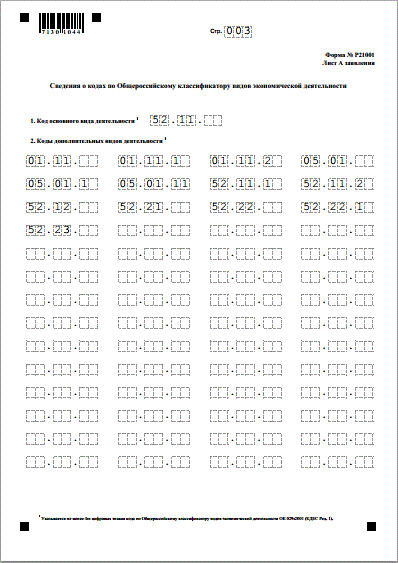 7130 1044
Стр. 003
Форма № Р21001
Лист А заявления
Сведения о кодах по Общероссийскому классификатору видов экономической деятельности
1. Код основного вида деятельности 1 52.11.
2. Коды дополнительных видов деятельности 1
01.11. 01.11.1 01.11.2 05.01.
05.01.1 05.01.11 52.11.1 52.11.2
52.12. 52.21. 52.22. 52.22.1
52.23. . . . . . .
. . . . . . . .
. . . . . . . .
. . . . . . . .
. . . . . . . .
. . . . . . . .
. . . . . . . .
. . . . . . . .
. . . . . . . .
. . . . . . . .
. . . . . . . .
1 Указывается не менее 3-х цифровых знаков кода по Общероссийскому классификатору видов экономической деятельности ОК 029-2001 (КДЕС Ред. 1).